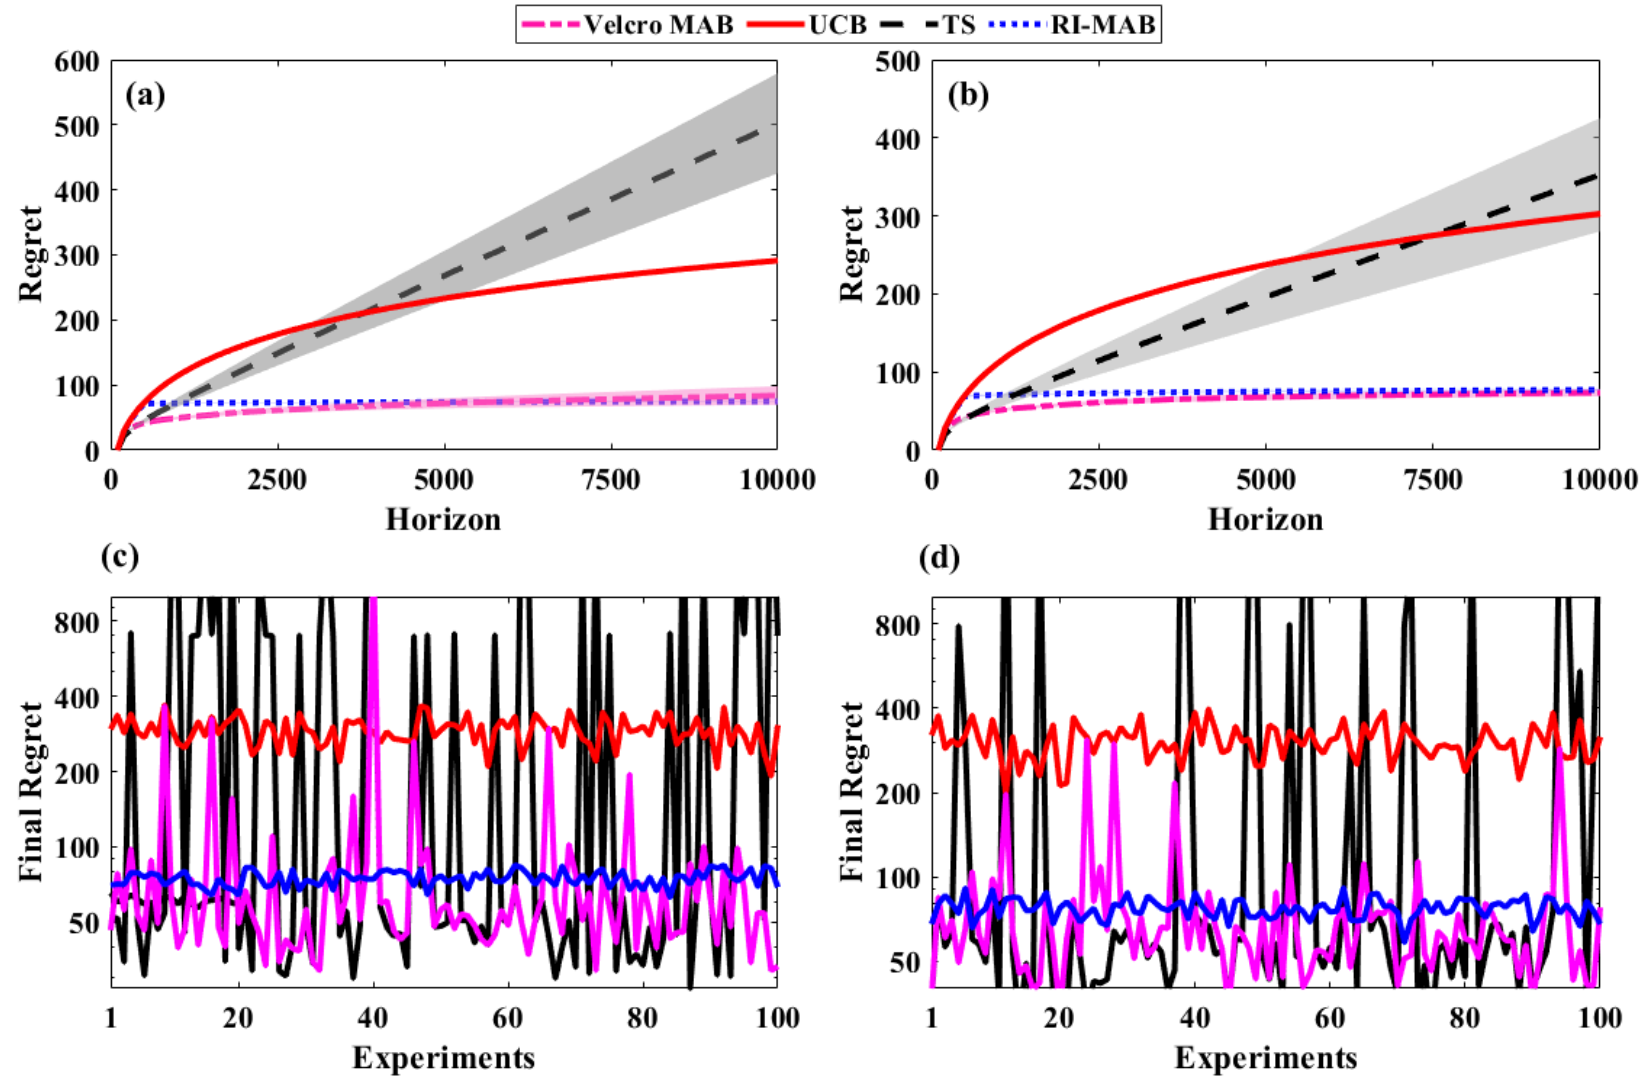 Velcro MAB UCB TS RI-MAB
(a)
Regret
600
500
400
300
200
100
0
0 2500 5000 7500 10000
Horizon
(b)
Regret
500
400
300
200
100
0
0 2500 5000 7500 10000
Horizon
(c)
Final Regret
800
400
200
100
50
1 20 40 60 80 100
Experiments
(d)
Final Regret
800
400
200
100
50
1 20 40 60 80 100
Experiments